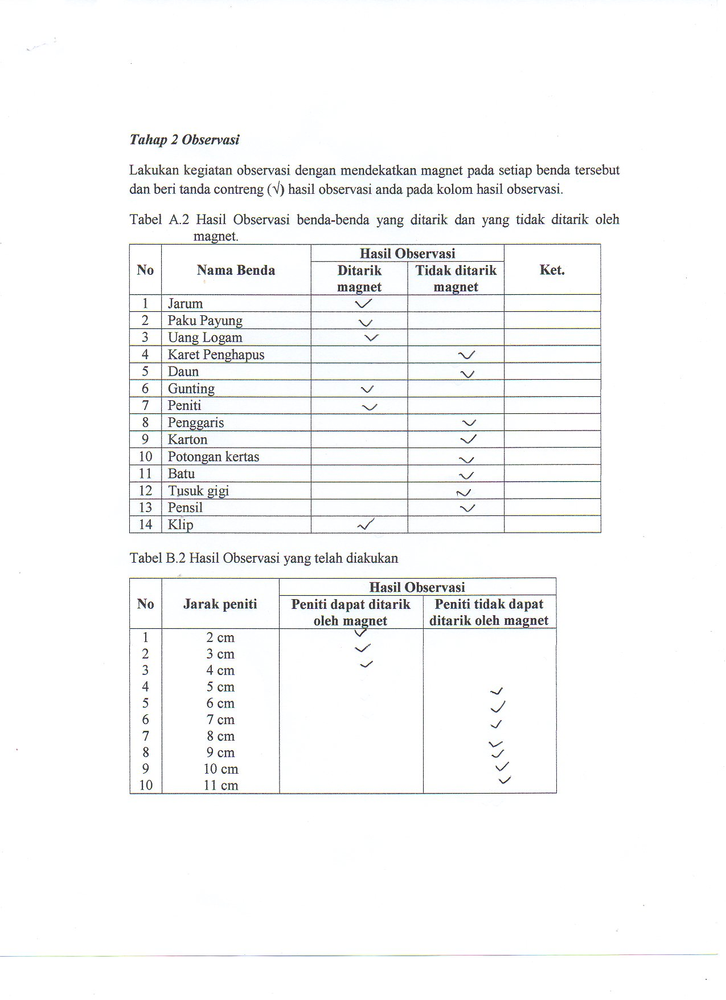 Tahap 2 Observasi
Lakukan kegiatan observasi dengan mendekatkan magnet pada setiap benda tersebut
dan beri tanda contreng (√) hasil observasi anda pada kolom hasil observasi.
Tabel A.2 Hasil Observasi benda-benda yang ditarik dan yang tidak ditarik oleh
magnet.
No Nama Benda Hasil Observasi Ket.
Ditarik magnet Tidak ditarik magnet
1 Jarum ✓
2 Paku Payung ✓
3 Uang Logam ✓
4 Karet Penghapus ✓
5 Daun ✓
6 Gunting ✓
7 Peniti ✓
8 Penggaris ✓
9 Karton ✓
10 Potongan kertas ✓
11 Batu ✓
12 Tusuk gigi ✓
13 Pensil ✓
14 Klip ✓
Tabel B.2 Hasil Observasi yang telah diakukan
No Jarak peniti Hasil Observasi
Peniti dapat ditarik oleh magnet Peniti tidak dapat ditarik oleh magnet
1 2 cm ✓
2 3 cm ✓
3 4 cm ✓
4 5 cm ✓
5 6 cm ✓
6 7 cm ✓
7 8 cm ✓
8 9 cm ✓
9 10 cm ✓
10 11 cm ✓